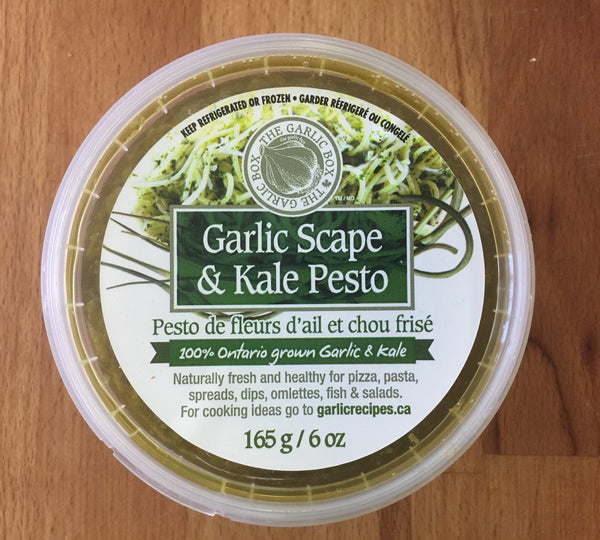 KEEP REFRIGERATED OR FROZEN • GARDER RÉFRIGERÉ OU CONGELÉ
THE GARLIC BOX • THE GARLIC BOX
Garlic Scape
& Kale Pesto
Pesto de fleurs d'ail et chou frisé
100% Ontario grown Garlic & Kale
Naturally fresh and healthy for pizza, pasta,
spreads, dips, omlettes, fish & salads.
For cooking ideas go to garlicrecipes.ca
165 g / 6 oz